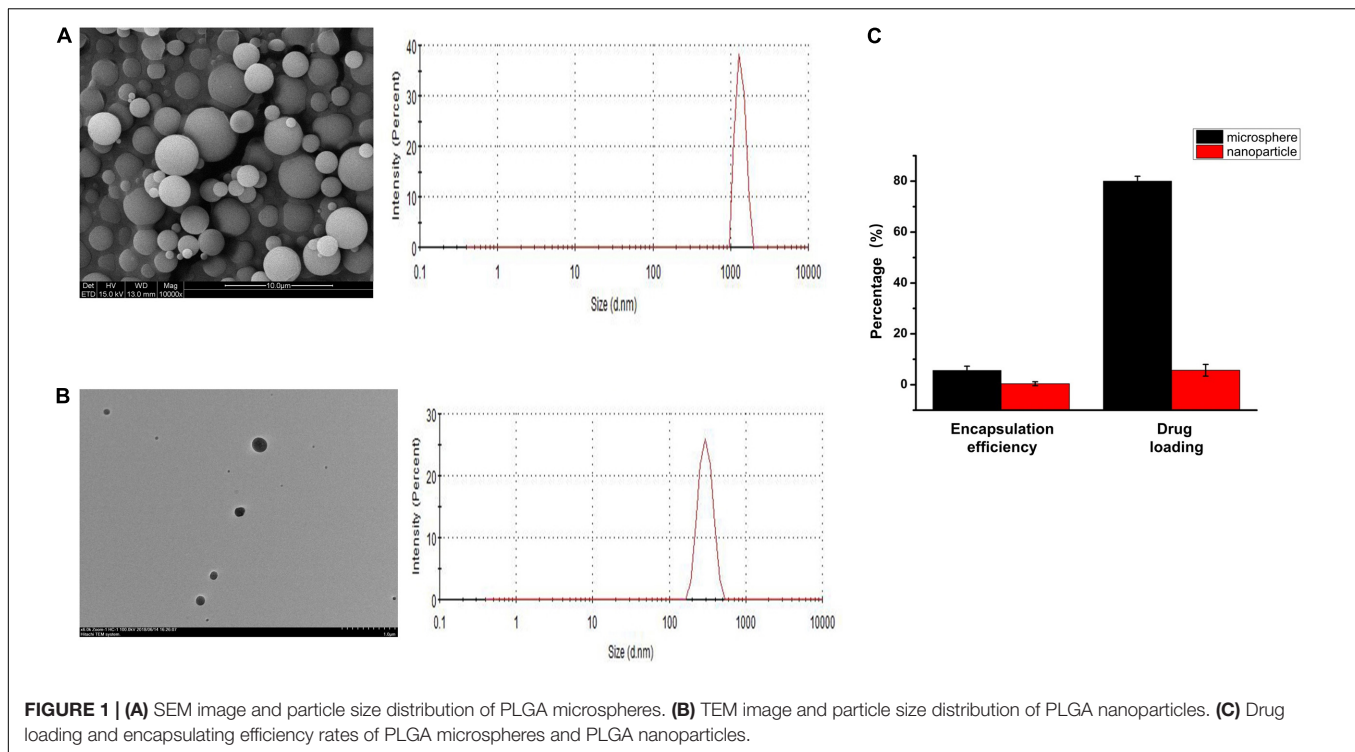 A
Det HV WD Mag
ETD 15.0 kV 13.0 mm 10000x
10.0µm
Intensity (Percent)
40
30
20
10
0
0.1 1 10 100 1000 10000
Size (d.nm)
B
1.0µm
Intensity (Percent)
30
20
10
0
0.1 1 10 100 1000 10000
Size (d.nm)
C
microsphere
nanoparticle
Percentage (%)
80
60
40
20
0
Encapsulation
efficiency
Drug
loading
FIGURE 1 | (A) SEM image and particle size distribution of PLGA microspheres. (B) TEM image and particle size distribution of PLGA nanoparticles. (C) Drug
loading and encapsulating efficiency rates of PLGA microspheres and PLGA nanoparticles.